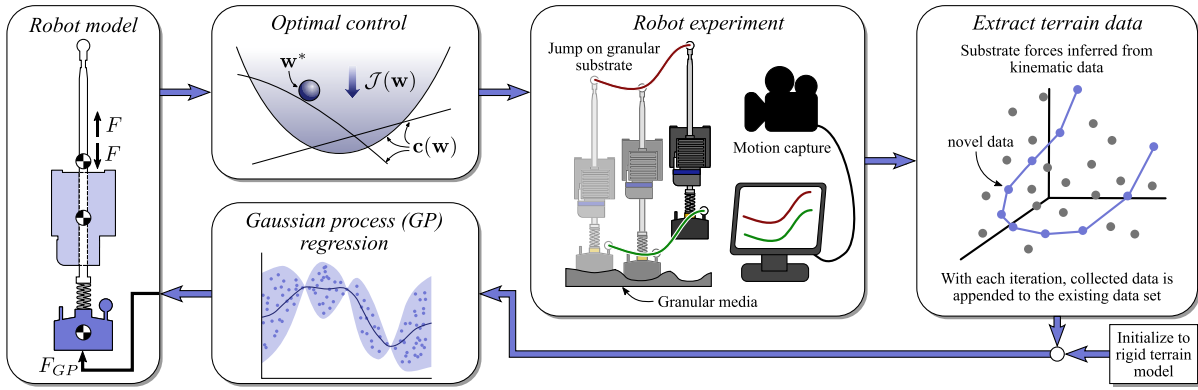 Robot model
F
F
F_{GP}
Optimal control
w*
𝒥(w)
c(w)
Robot experiment
Jump on granular
substrate
Motion capture
Granular media
Extract terrain data
Substrate forces inferred from
kinematic data
novel data
With each iteration, collected data is
appended to the existing data set
Initialize to
rigid terrain
model
Gaussian process (GP)
regression